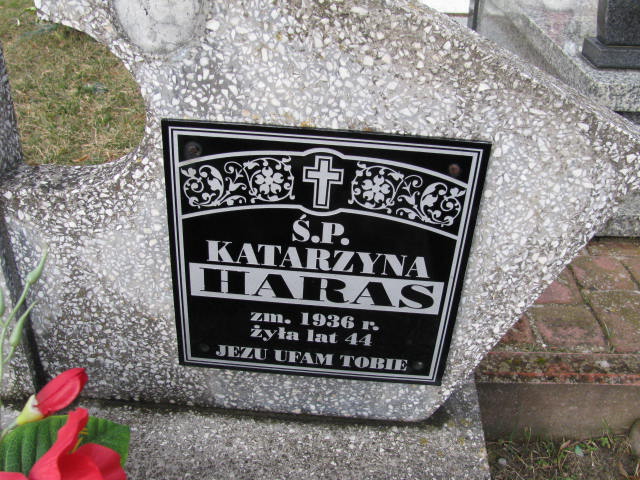 Ś.P.
KATARZYNA
HARAS
zm. 1936 r.
żyła lat 44
JEZU UFAM TOBIE